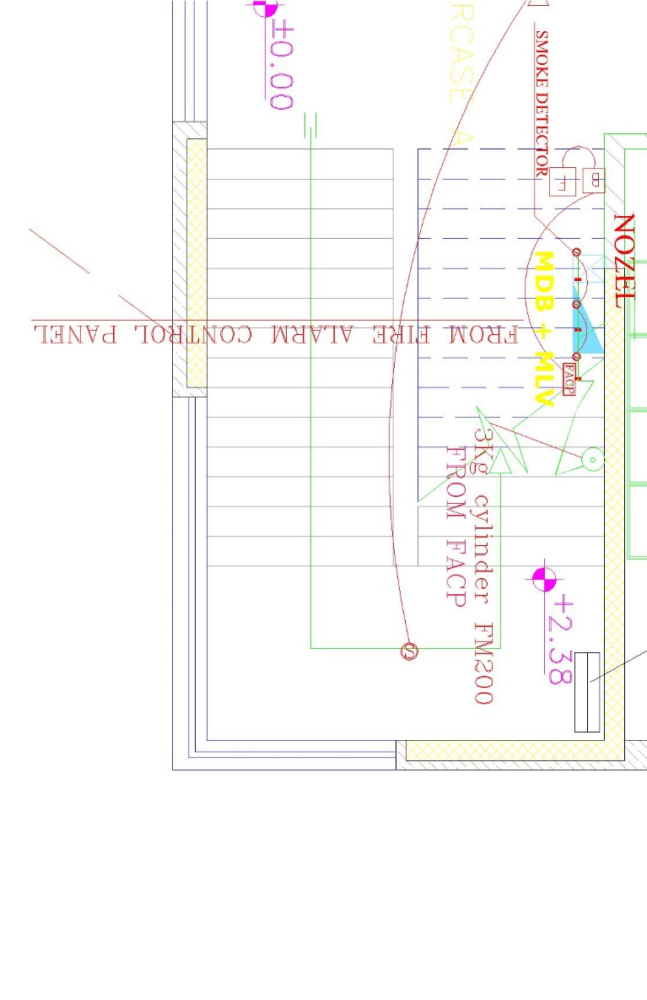 ±0.00
RCASE A
SMOKE DETECTOR
F
B
NOZEL
MDB + MLV
FROM FIRE ALARM CONTROL PANEL
FACP
3Kg cylinder FM200
FROM FACP
+2.38
S